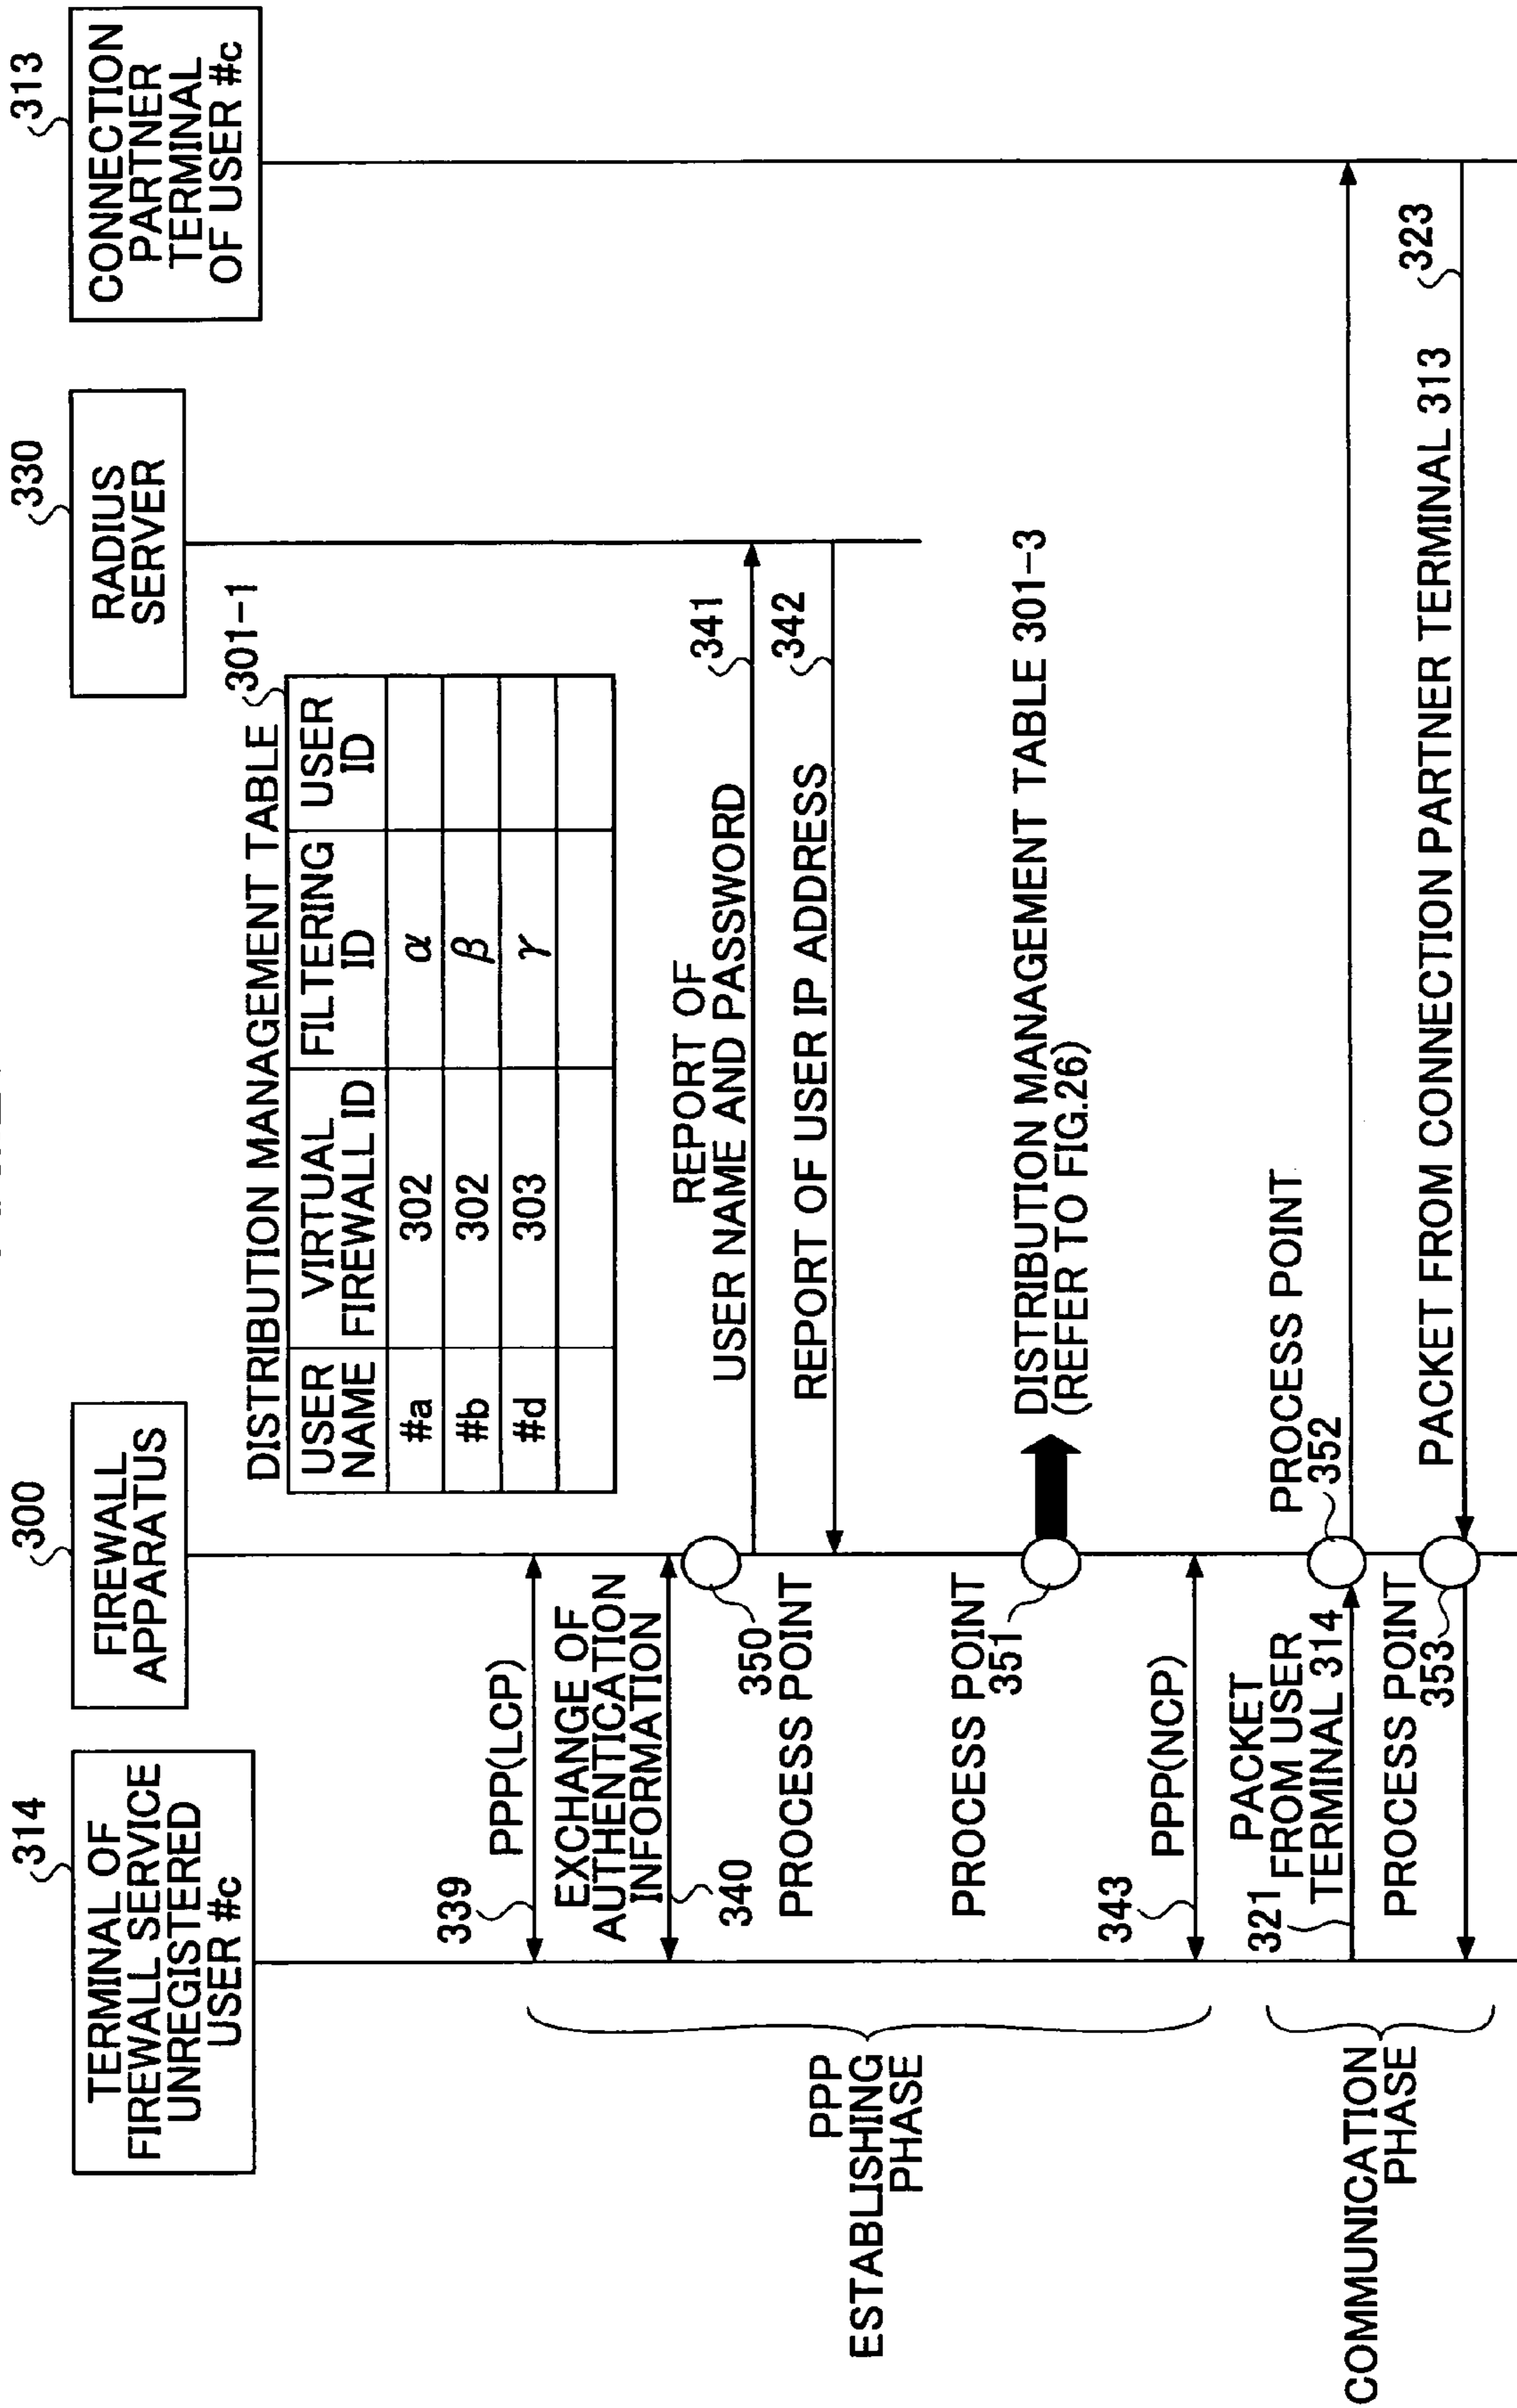 314
TERMINAL OF
FIREWALL SERVICE
UNREGISTERED
USER #c
300
FIREWALL
APPARATUS
330
RADIUS
SERVER
313
CONNECTION
PARTNER
TERMINAL
OF USER #c
DISTRIBUTION MANAGEMENT TABLE 301-1
USER NAME VIRTUAL FIREWALL ID FILTERING ID USER ID
#a 302 α
#b 302 β
#d 303 γ
PPP
ESTABLISHING
PHASE
339
PPP(LCP)
EXCHANGE OF
AUTHENTICATION
INFORMATION
340
350
PROCESS POINT
REPORT OF
USER NAME AND PASSWORD
341
REPORT OF USER IP ADDRESS
342
PROCESS POINT
351
DISTRIBUTION MANAGEMENT TABLE 301-3
(REFER TO FIG.26)
343
PPP(NCP)
COMMUNICATION
PHASE
321
PACKET
FROM USER
TERMINAL 314
PROCESS POINT
352
PROCESS POINT
353
PACKET FROM CONNECTION PARTNER TERMINAL 313
323